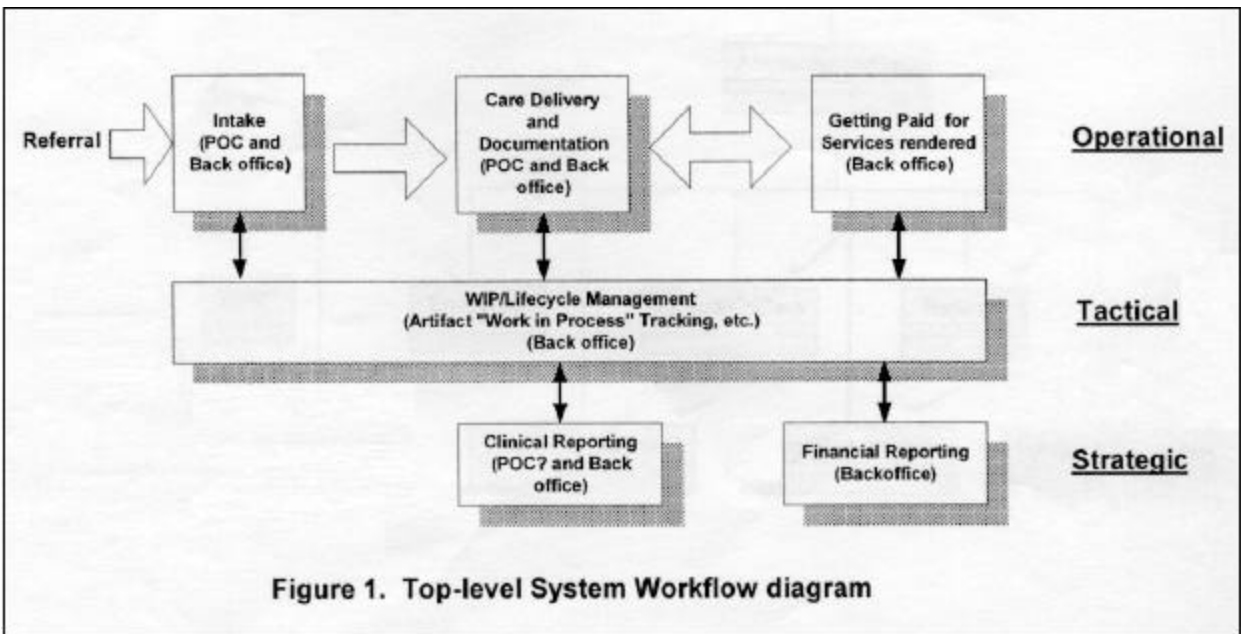 Referral
Intake
(POC and
Back office)
Care Delivery
and
Documentation
(POC and Back
office)
Getting Paid for
Services rendered
(Back office)
Operational
WIP/Lifecycle Management
(Artifact "Work in Process" Tracking, etc.)
(Back office)
Tactical
Clinical Reporting
(POC? and Back
office)
Financial Reporting
(Backoffice)
Strategic
Figure 1. Top-level System Workflow diagram